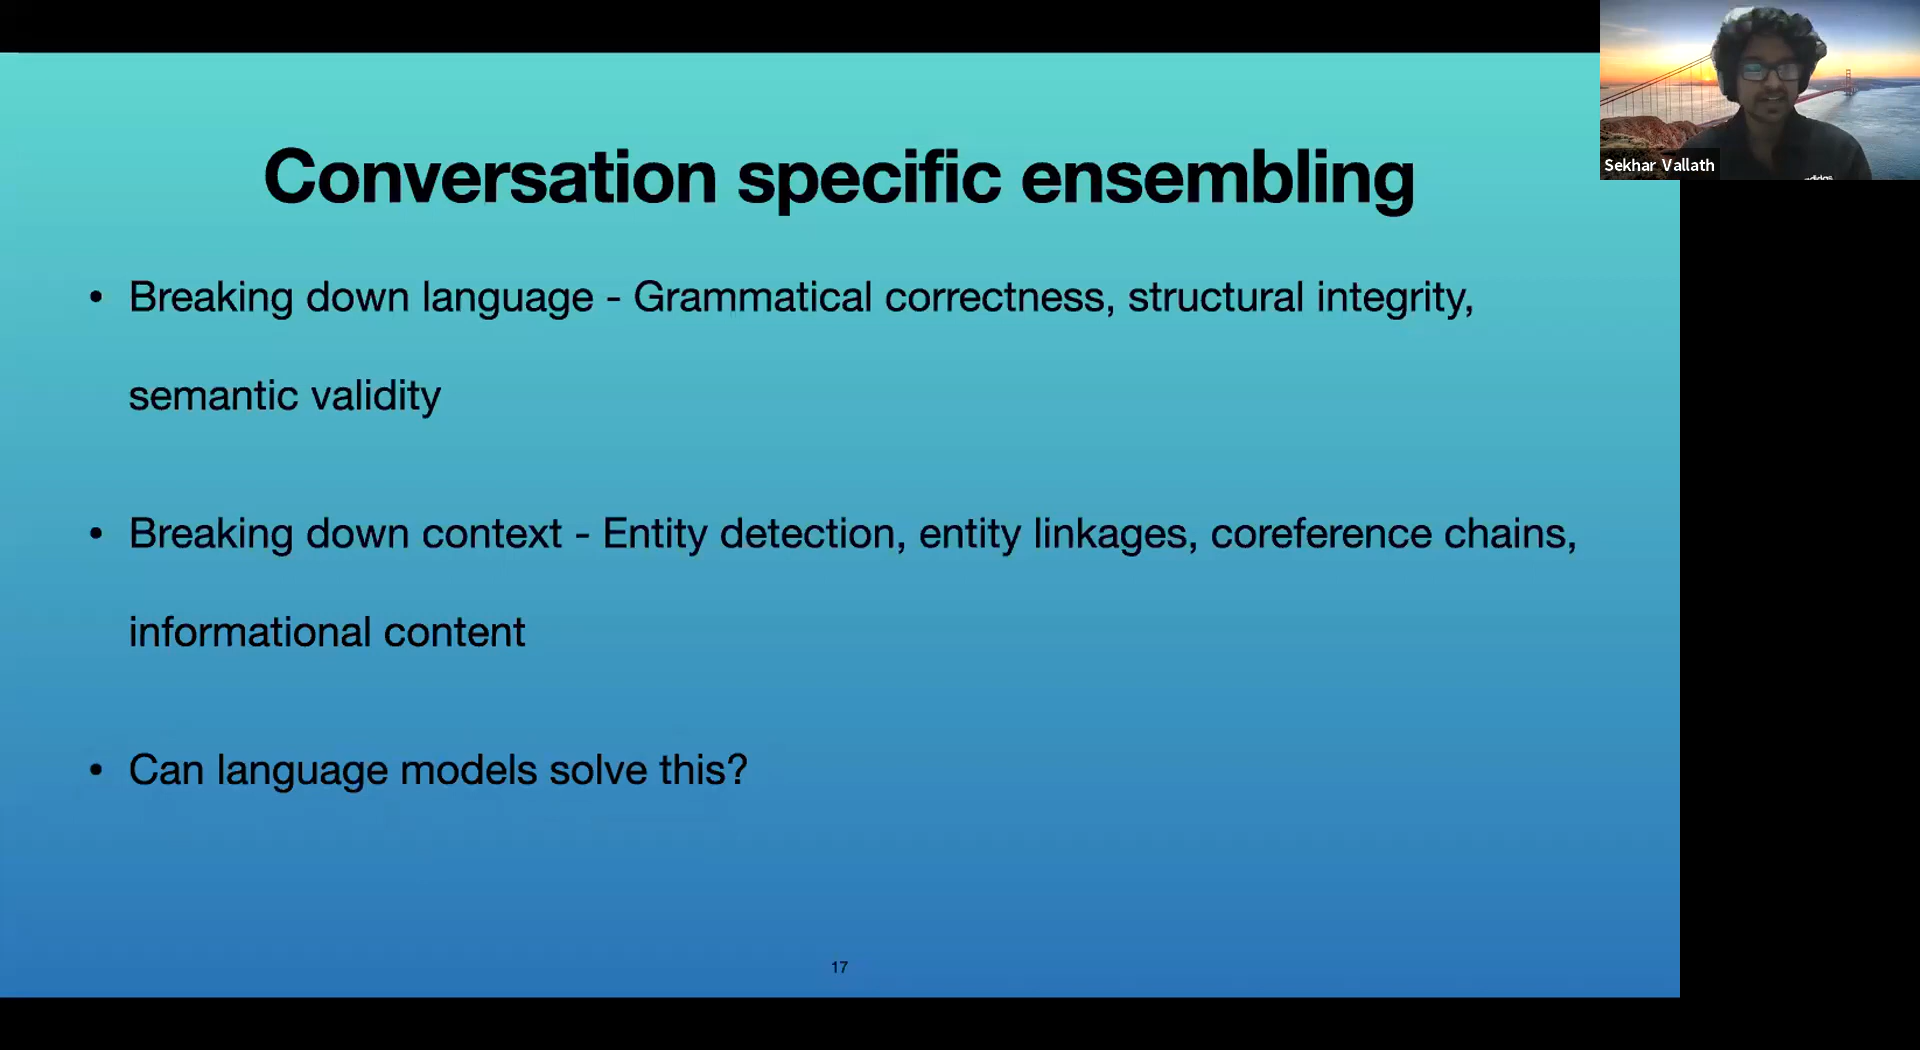 Conversation specific ensembling
• Breaking down language - Grammatical correctness, structural integrity,
semantic validity
• Breaking down context - Entity detection, entity linkages, coreference chains,
informational content
• Can language models solve this?
17
Sekhar Vallath
adidas